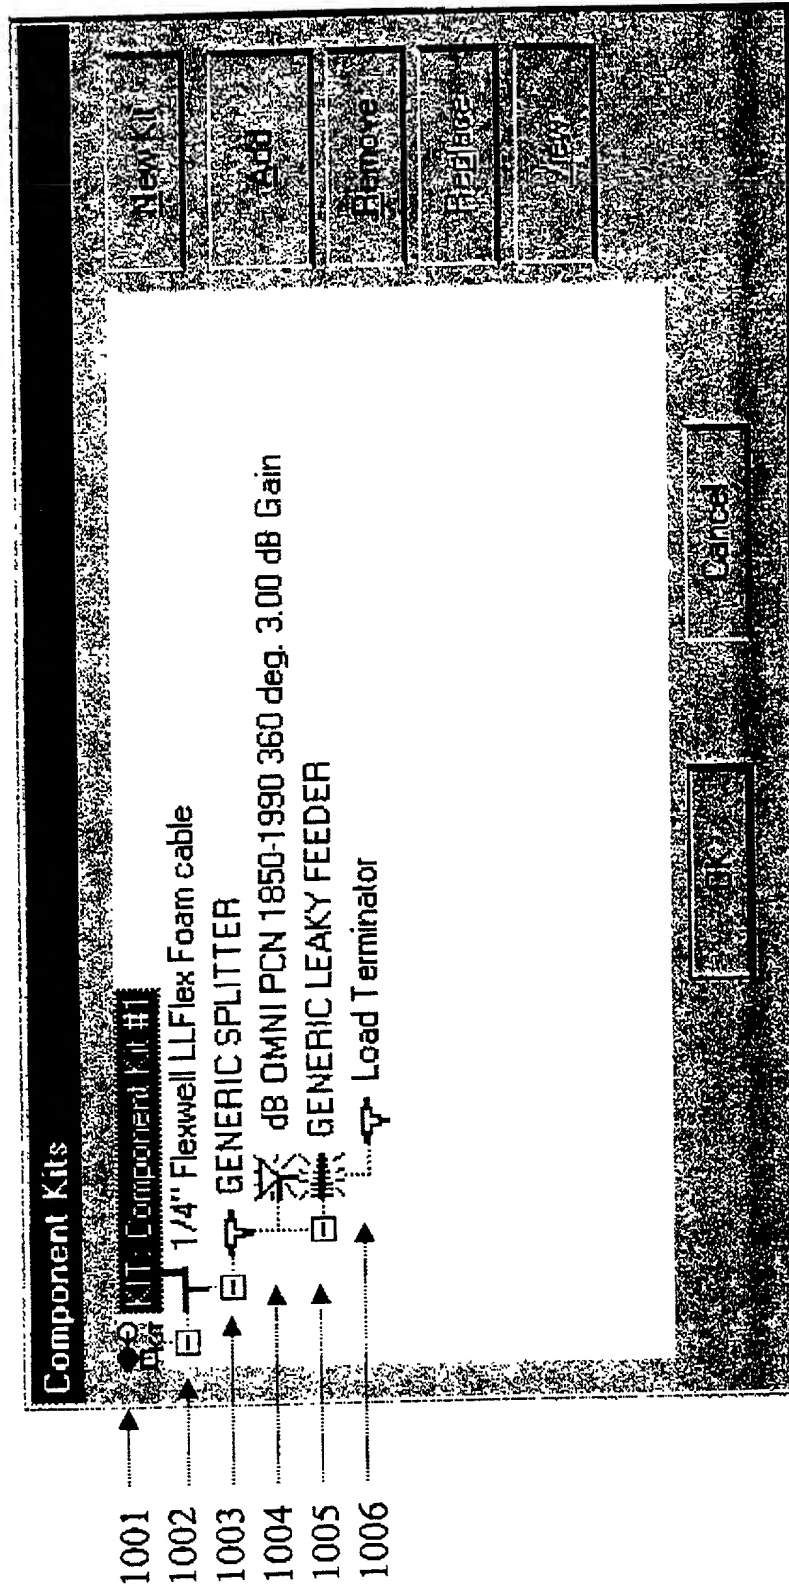 Component Kits
KIT: Component Kit #1
1/4" Flexwell LLFlex Foam cable
GENERIC SPLITTER
dB OMNI PCN 1850-1990 360 deg. 3.00 dB Gain
GENERIC LEAKY FEEDER
Load Terminator
New Kit
Add
Remove
Replace
View
OK
Cancel
1001
1002
1003
1004
1005
1006